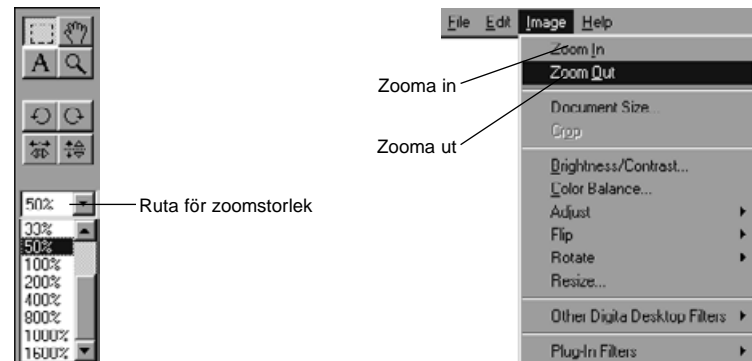 A
50%
33%
50%
100%
200%
400%
800%
1000%
1600%
Ruta för zoomstorlek
File Edit Image Help
Zoom In
Zoom Out
Document Size...
Crop
Brightness/Contrast...
Color Balance...
Adjust
Flip
Rotate
Resize...
Other Digita Desktop Filters
Plug-In Filters
Zooma in
Zooma ut